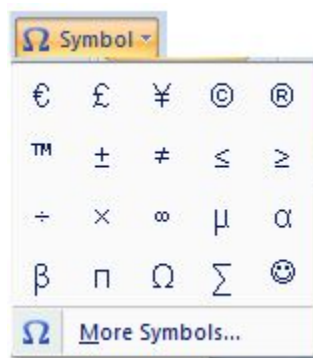 Ω Symbol
€ £ ¥ © ®
™ ± ≠ ≤ ≥
÷ × ∞ µ α
β π Ω ∑ ☺
Ω More Symbols...